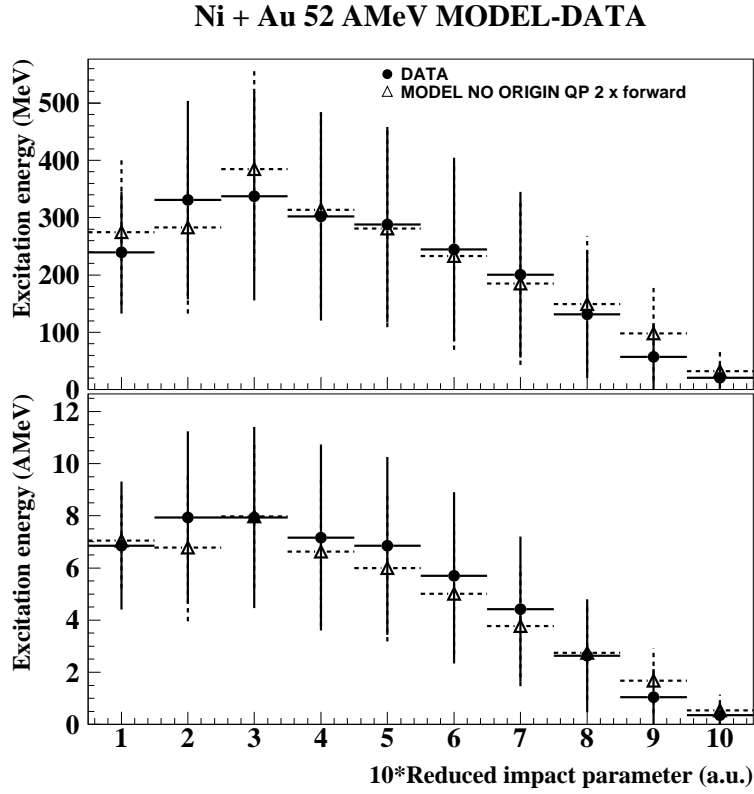 Ni + Au 52 AMeV MODEL-DATA
Excitation energy (MeV)
500
400
300
200
100
0
DATA
MODEL NO ORIGIN QP 2 x forward
Excitation energy (AMeV)
12
10
8
6
4
2
0
1 2 3 4 5 6 7 8 9 10
10*Reduced impact parameter (a.u.)